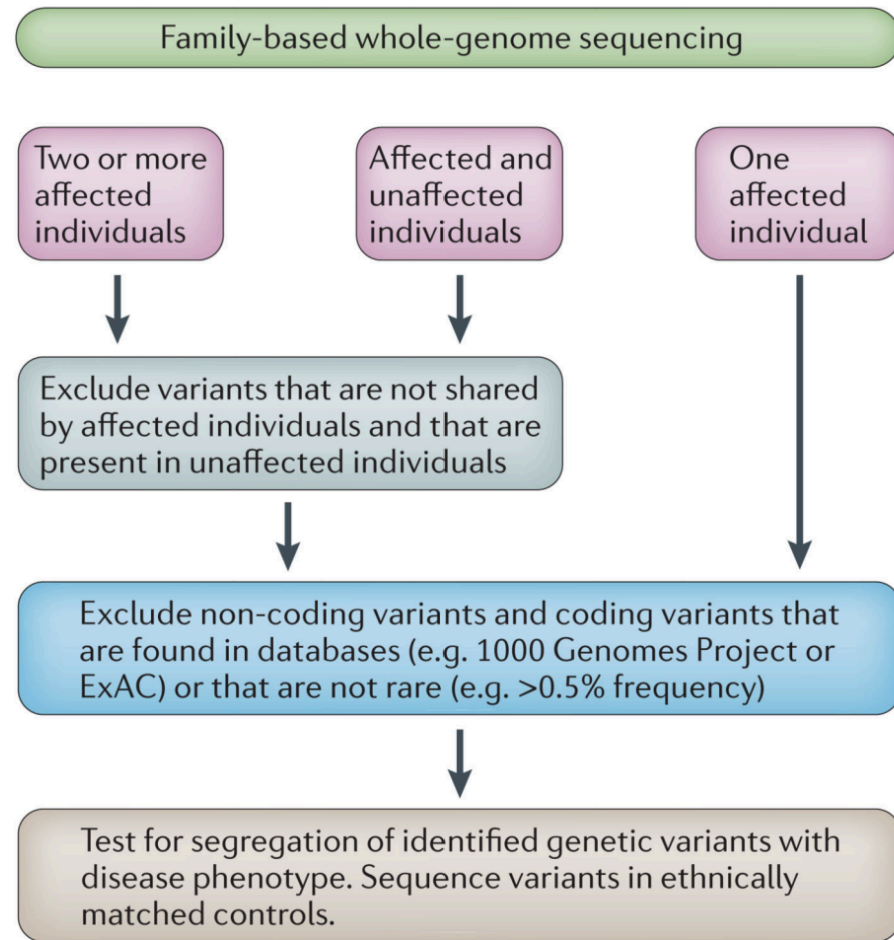 Family-based whole-genome sequencing
Two or more
affected
individuals
Affected and
unaffected
individuals
One
affected
individual
Exclude variants that are not shared
by affected individuals and that are
present in unaffected individuals
Exclude non-coding variants and coding variants that
are found in databases (e.g. 1000 Genomes Project or
ExAC) or that are not rare (e.g. >0.5% frequency)
Test for segregation of identified genetic variants with
disease phenotype. Sequence variants in ethnically
matched controls.